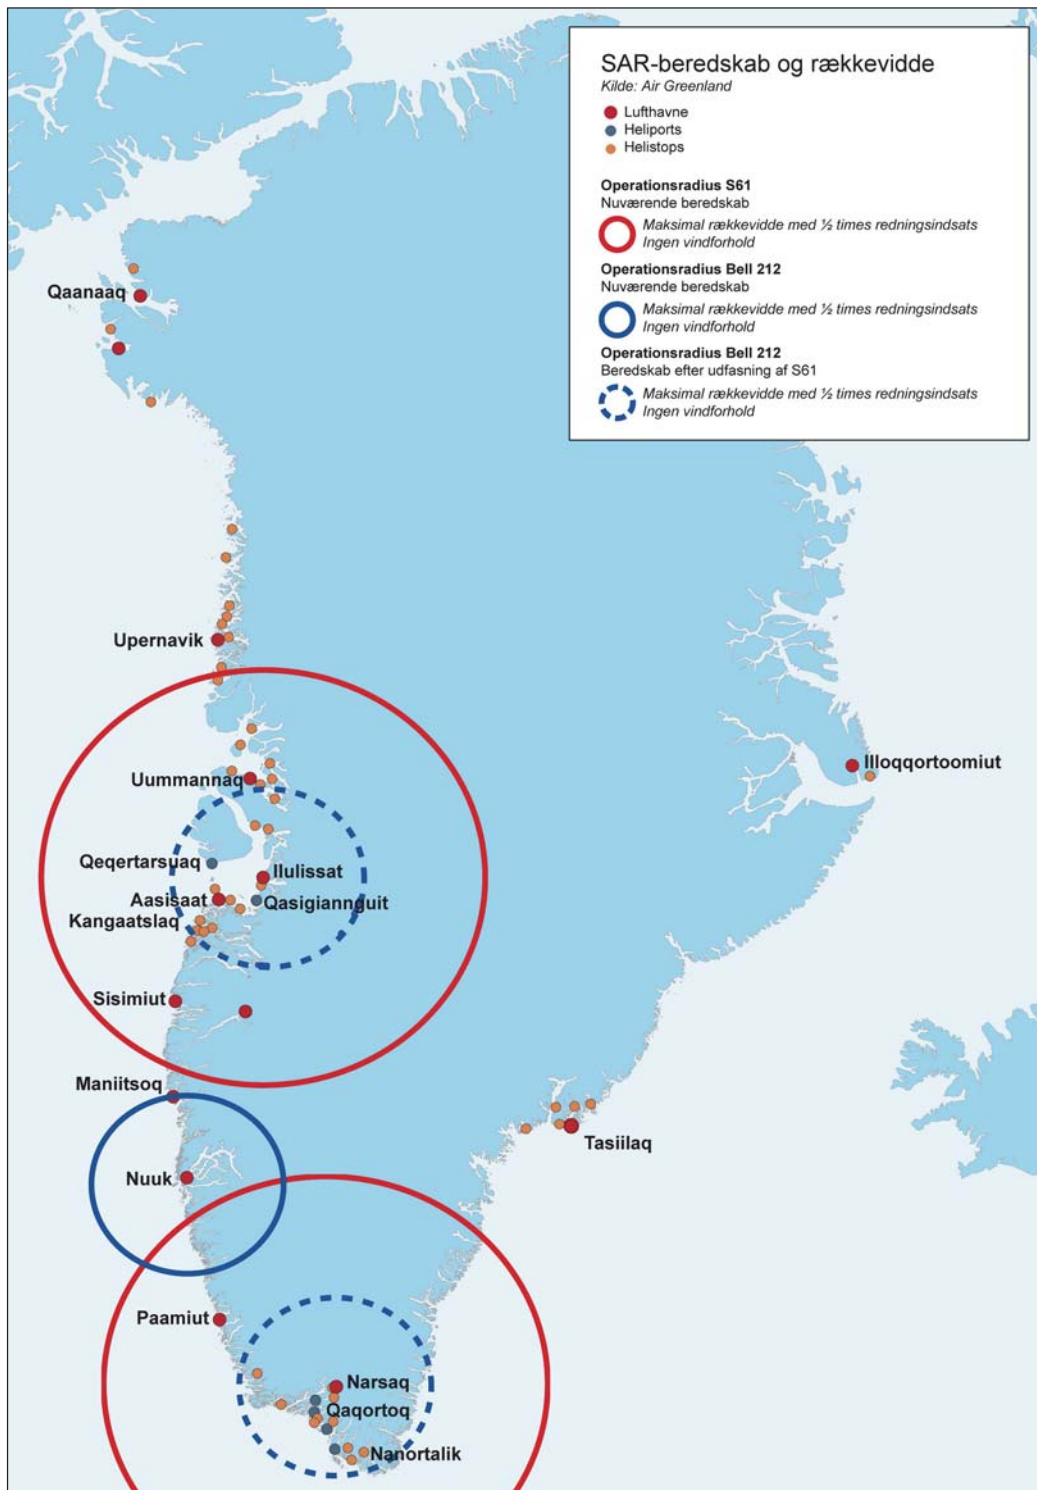 SAR-beredskab og rækkevidde
Kilde: Air Greenland
Lufthavne
Heliports
Helistops
Operationsradius S61
Nuværende beredskab
Maksimal rækkevidde med ½ times redningsindsats
Ingen vindforhold
Operationsradius Bell 212
Nuværende beredskab
Maksimal rækkevidde med ½ times redningsindsats
Ingen vindforhold
Operationsradius Bell 212
Beredskab efter udfasning af S61
Maksimal rækkevidde med ½ times redningsindsats
Ingen vindforhold
Qaanaaq
Upernavik
Illoqqortoomiut
Uummannaq
Qeqertarsuaq
Ilulissat
Aasisaat
Qasigiannguit
Kangaatslaq
Sisimiut
Maniitsoq
Tasiilaq
Nuuk
Paamiut
Narsaq
Qaqortoq
Nanortalik